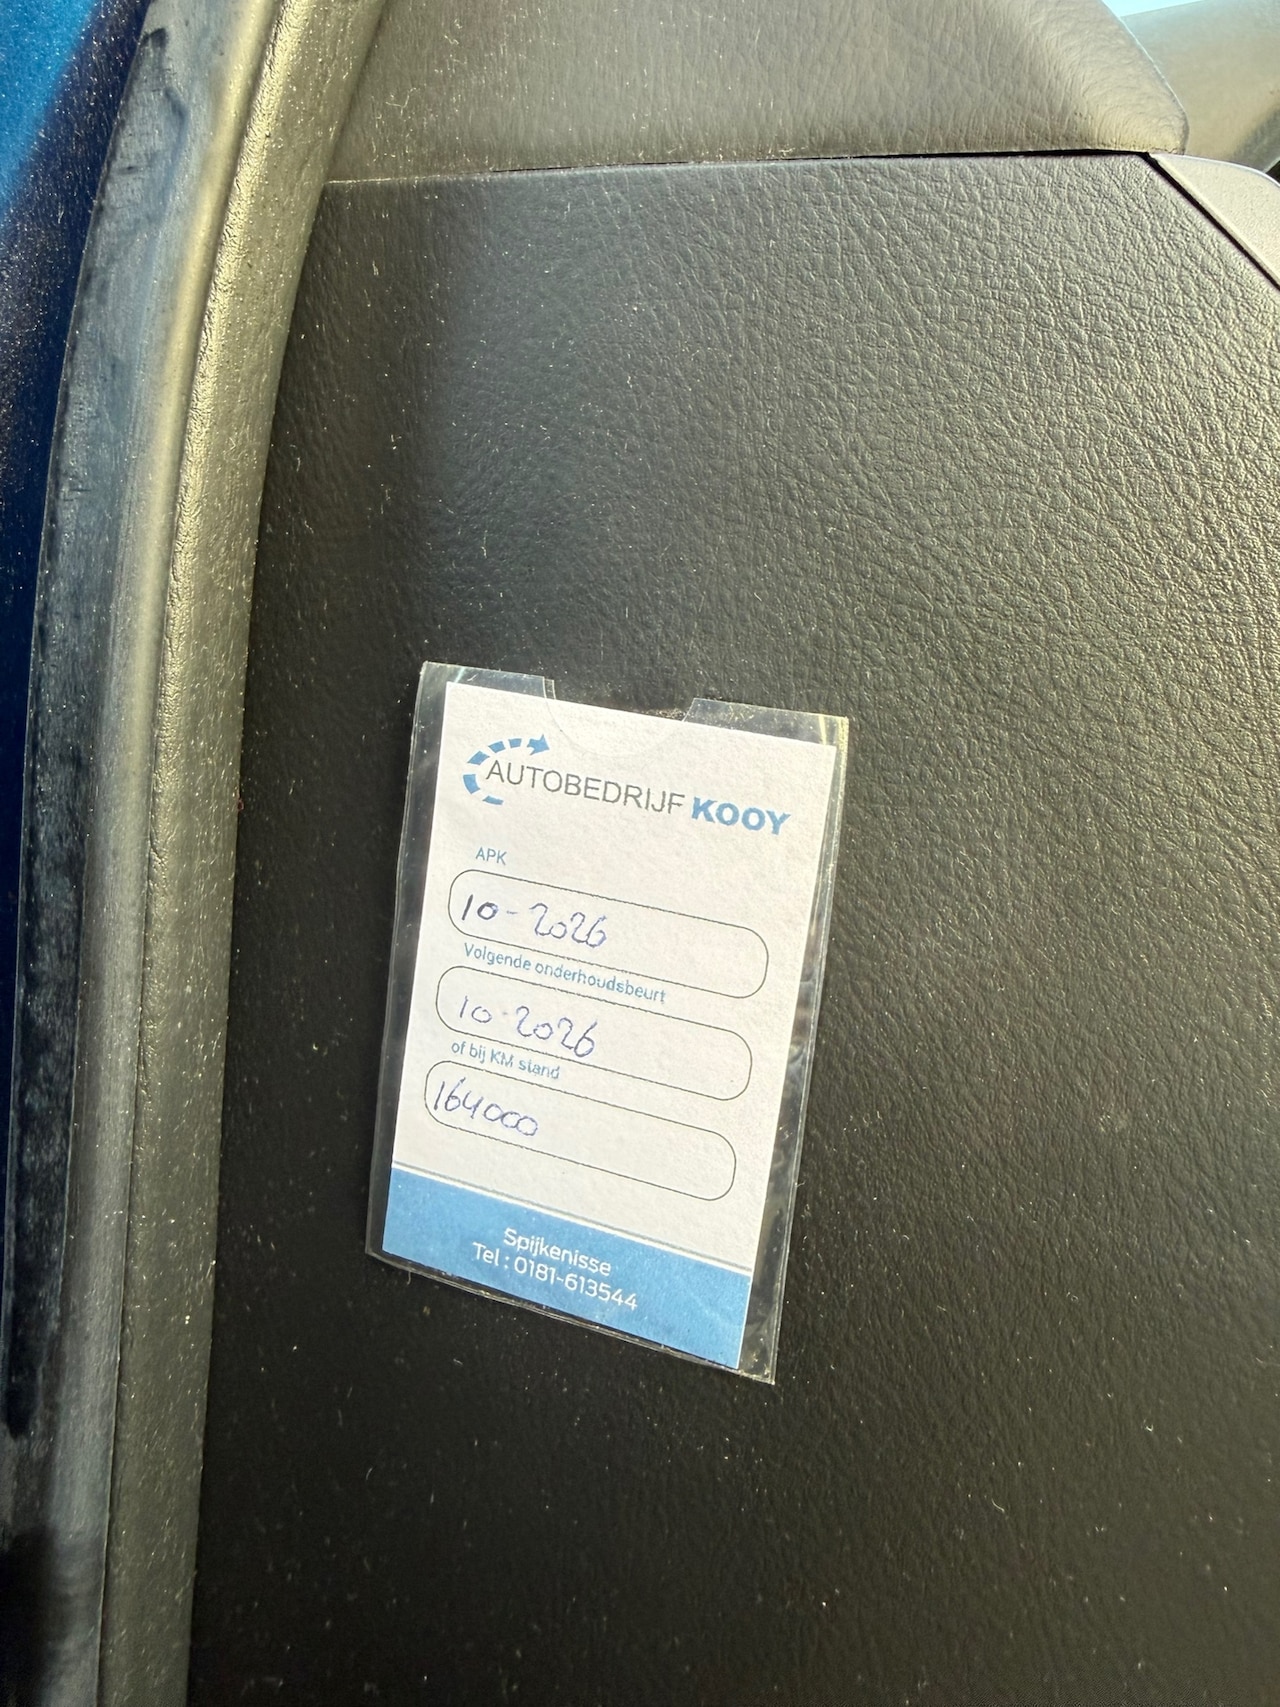 AUTOBEDRIJF KOOY
APK
10-2026
Volgende onderhoudsbeurt
10-2026
of bij KM stand
164000
Spijkenisse
Tel : 0181-613544